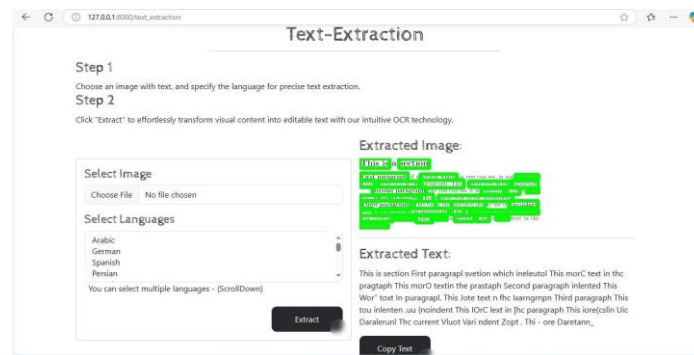 127.0.0.1:8000/text_extraction
Text-Extraction
Step 1
Choose an image with text, and specify the language for precise text extraction.
Step 2
Click "Extract" to effortlessly transform visual content into editable text with our intuitive OCR technology.
Select Image
Choose File No file chosen
Select Languages
Arabic
German
Spanish
Persian
You can select multiple languages - (ScrollDown)
Extract
Extracted Image:
This is a section
Extracted Text:
This is section First paragrapl svetion which ineleutol This morC text in thc
pragtaph This morO textin the prastaph Second paragraph inlented This
Wor" text In puragrapl. This Jote text n fhc Ixarngrnpn Third paragraph This
tou inlenten .uu (noindent This IOrC lext in [hc paragraph This iore(cslin Uic
Daralerunl Thc current Vluot Vari ndent Zopt . Thi - ore Daretann_
Copy Text